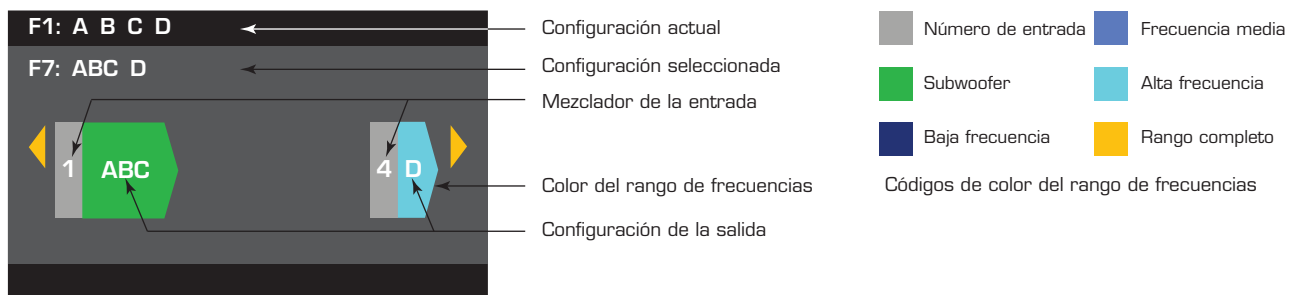 F1: A B C D
Configuración actual
F7: ABC D
Configuración seleccionada
Mezclador de la entrada
1
ABC
4
D
Color del rango de frecuencias
Configuración de la salida
Número de entrada
Frecuencia media
Subwoofer
Alta frecuencia
Baja frecuencia
Rango completo
Códigos de color del rango de frecuencias